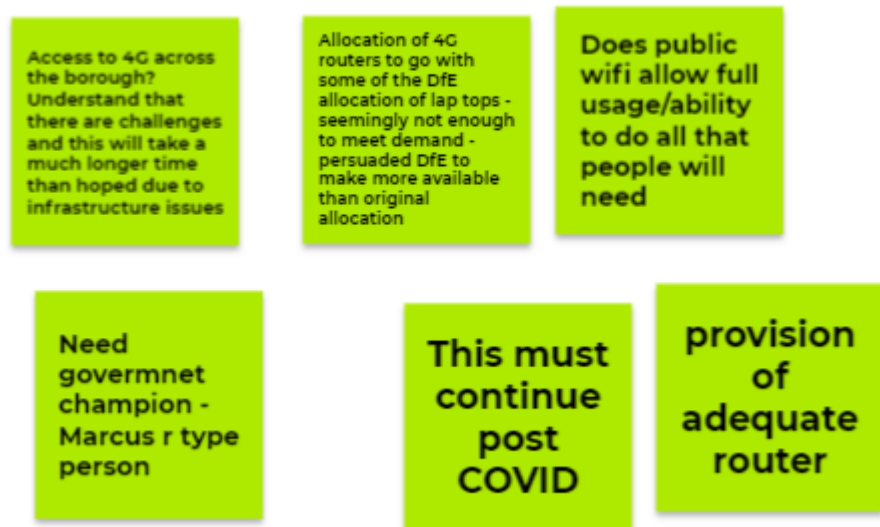 Access to 4G across
the borough?
Understand that
there are challenges
and this will take a
much longer time
than hoped due to
infrastructure issues
Allocation of 4G
routers to go with
some of the DfE
allocation of lap tops -
seemingly not enough
to meet demand -
persuaded DfE to
make more available
than original
allocation
Does public
wifi allow full
usage/ability
to do all that
people will
need
Need
govermnet
champion -
Marcus r type
person
This must
continue
post
COVID
provision
of
adequate
router